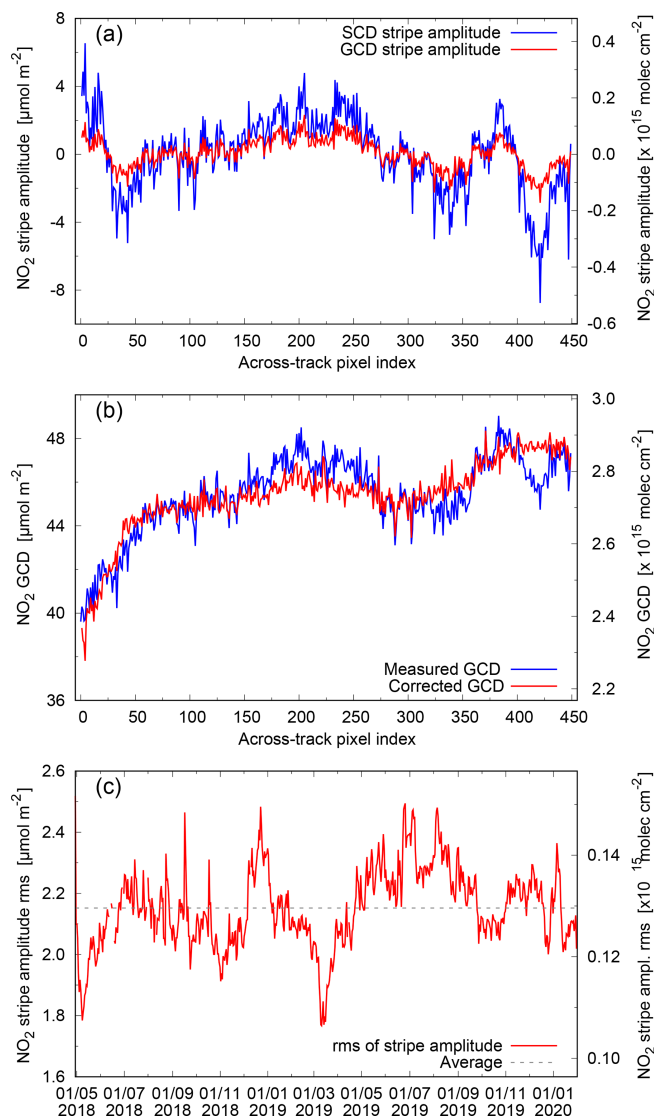 (a)
SCD stripe amplitude
GCD stripe amplitude
NO2 stripe amplitude [μmol m-2]
8
4
0
-4
-8
NO2 stripe amplitude [x 10^15 molec cm-2]
0.4
0.2
0.0
-0.2
-0.4
-0.6
0 50 100 150 200 250 300 350 400 450
Across-track pixel index
(b)
NO2 GCD [μmol m-2]
48
44
40
36
NO2 GCD [x 10^15 molec cm-2]
3.0
2.8
2.6
2.4
2.2
Measured GCD
Corrected GCD
0 50 100 150 200 250 300 350 400 450
Across-track pixel index
(c)
NO2 stripe amplitude rms [μmol m-2]
2.6
2.4
2.2
2.0
1.8
1.6
NO2 stripe ampl. rms [x10^15 molec cm-2]
0.14
0.12
0.10
rms of stripe amplitude
Average
01/05 01/07 01/09 01/11 01/01 01/03 01/05 01/07 01/09 01/11 01/01
2018 2018 2018 2018 2019 2019 2019 2019 2019 2019 2020